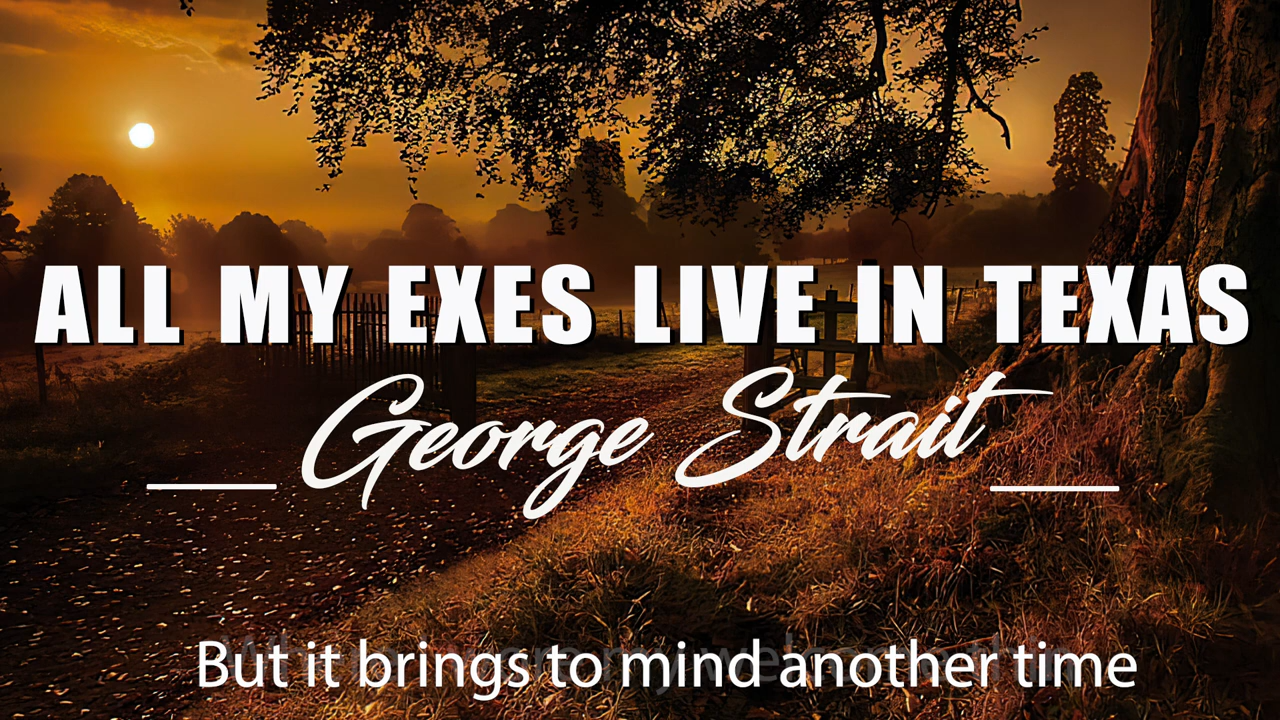 ALL MY EXES LIVE IN TEXAS
George Strait
But it brings to mind another time